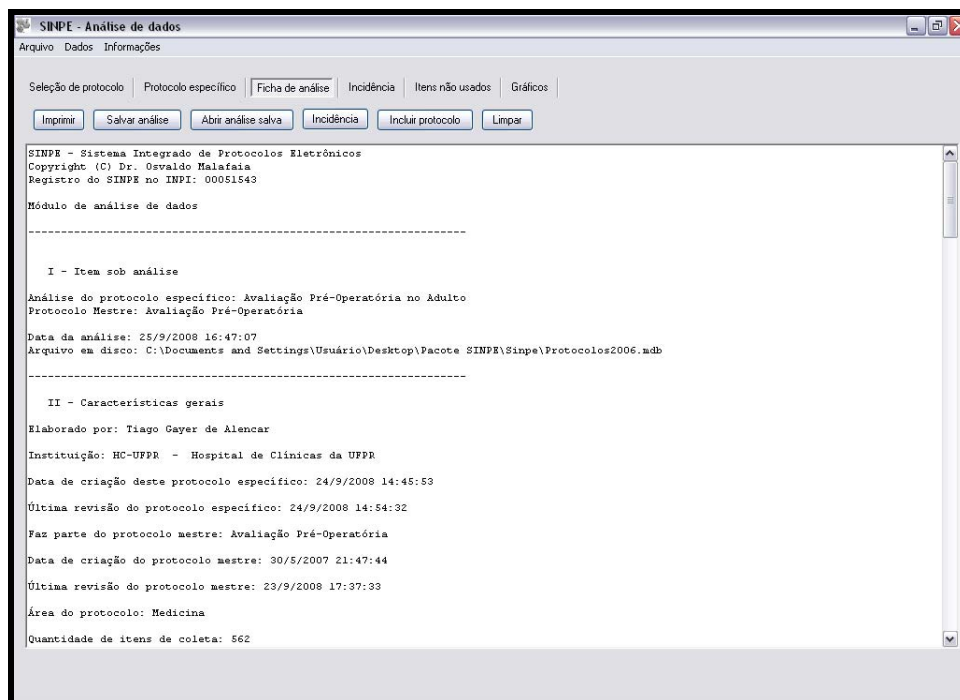 SINPE - Análise de dados
Arquivo Dados Informações
Seleção de protocolo Protocolo específico Ficha de análise Incidência Itens não usados Gráficos
Imprimir Salvar análise Abrir análise salva Incidência Incluir protocolo Limpar
SINPE - Sistema Integrado de Protocolos Eletrônicos
Copyright (C) Dr. Osvaldo Malafaia
Registro do SINPE no INPI: 00051543
Módulo de análise de dados
-------------------------------------------------------------------
I - Item sob análise
Análise do protocolo específico: Avaliação Pré-Operatória no Adulto
Protocolo Mestre: Avaliação Pré-Operatória
Data da análise: 25/9/2008 16:47:07
Arquivo em disco: C:\Documents and Settings\Usuário\Desktop\Pacote SINPE\Sinpe\Protocolos2006.mdb
-------------------------------------------------------------------
II - Características gerais
Elaborado por: Tiago Gayer de Alencar
Instituição: HC-UFPR - Hospital de Clínicas da UFPR
Data de criação deste protocolo específico: 24/9/2008 14:45:53
Última revisão do protocolo específico: 24/9/2008 14:54:32
Faz parte do protocolo mestre: Avaliação Pré-Operatória
Data de criação do protocolo mestre: 30/5/2007 21:47:44
Última revisão do protocolo mestre: 23/9/2008 17:37:33
Área do protocolo: Medicina
Quantidade de itens de coleta: 562